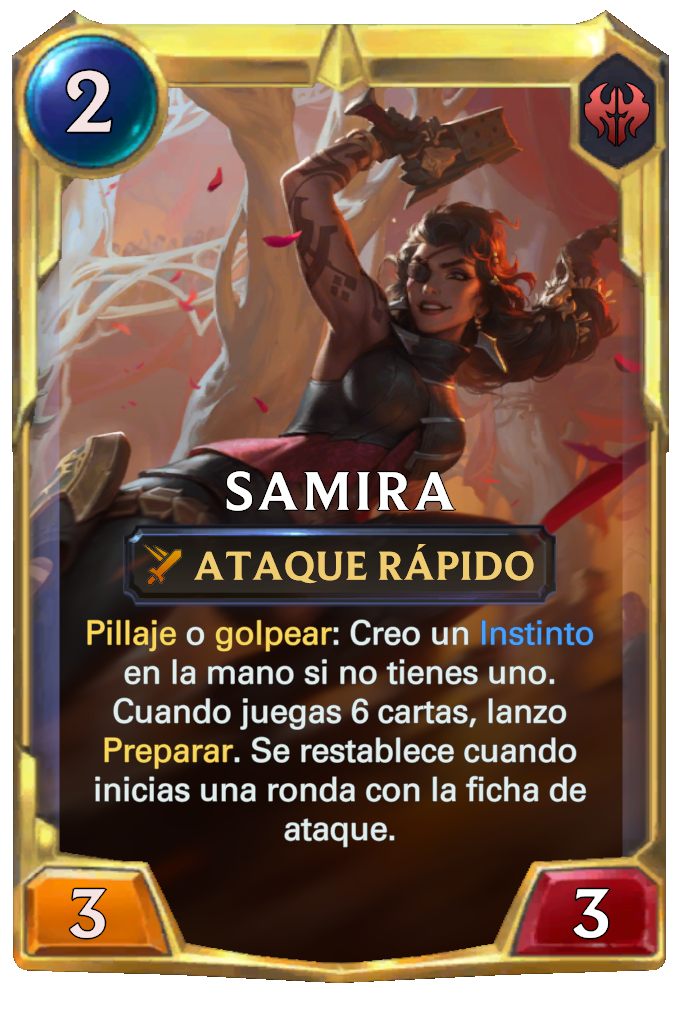 2
SAMIRA
ATAQUE RÁPIDO
Pillaje o golpear: Creo un Instinto
en la mano si no tienes uno.
Cuando juegas 6 cartas, lanzo
Preparar. Se restablece cuando
inicias una ronda con la ficha de
ataque.
3
3